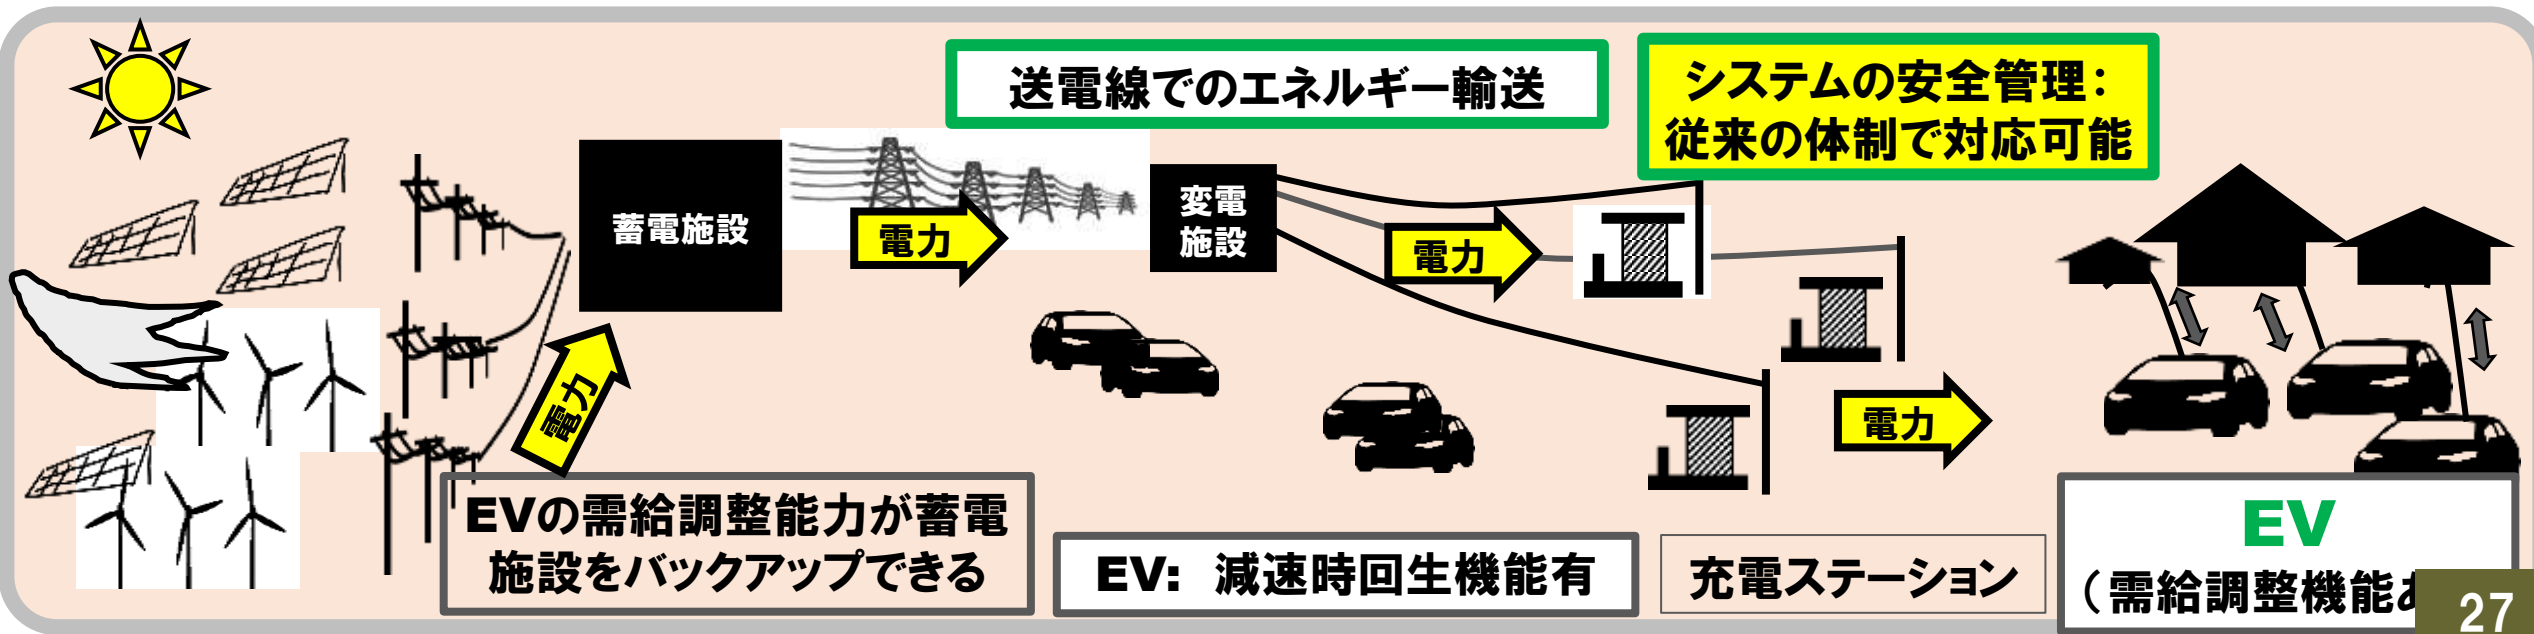 送電線でのエネルギー輸送
システムの安全管理：
従来の体制で対応可能
蓄電施設
変電
施設
電力
電力
電力
電力
EVの需給調整能力が蓄電
施設をバックアップできる
EV: 減速時回生機能有
充電ステーション
EV
（需給調整機能
27